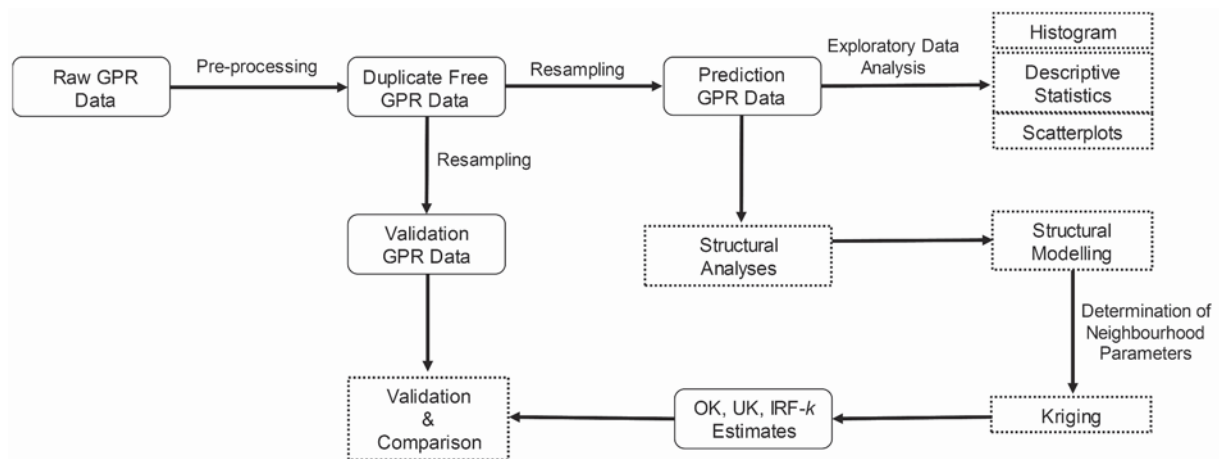 Raw GPR
Data
Pre-processing
Duplicate Free
GPR Data
Resampling
Prediction
GPR Data
Exploratory Data
Analysis
Histogram
Descriptive
Statistics
Scatterplots
Resampling
Validation
GPR Data
Structural
Analyses
Structural
Modelling
Determination of
Neighbourhood
Parameters
Kriging
OK, UK, IRF-k
Estimates
Validation
&
Comparison